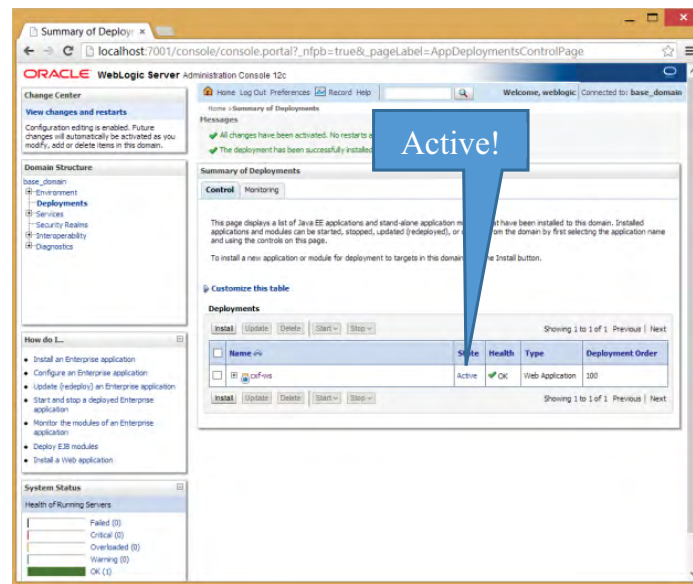 Summary of Deploy
localhost:7001/console/console.portal?_nfpb=true&_pageLabel=AppDeploymentsControlPage
ORACLE WebLogic Server Administration Console 12c
Change Center
View changes and restarts
Configuration editing is enabled. Future
changes will automatically be activated as you
modify, add or delete items in this domain.
Domain Structure
base_domain
Environment
Deployments
Services
Security Realms
Interoperability
Diagnostics
How do I...
Install an Enterprise application
Configure an Enterprise application
Update (redeploy) an Enterprise application
Start and stop a deployed Enterprise
application
Monitor the modules of an Enterprise
application
Deploy EJB modules
Install a Web application
System Status
Health of Running Servers
Failed (0)
Critical (0)
Overloaded (0)
Warning (0)
OK (1)
Home Log Out Preferences Record Help
Welcome, weblogic Connected to: base_domain
Home >Summary of Deployments
Messages
All changes have been activated. No restarts a
The deployment has been successfully installed
Active!
Summary of Deployments
Control Monitoring
This page displays a list of Java EE applications and stand-alone application m at have been installed to this domain. Installed
applications and modules can be started, stopped, updated (redeployed), or from the domain by first selecting the application name
and using the controls on this page.
To install a new application or module for deployment to targets in this domain e Install button.
Customize this table
Deployments
Install Update Delete Start Stop Showing 1 to 1 of 1 Previous | Next
Name State Health Type Deployment Order
cxf-ws Active OK Web Application 100
Install Update Delete Start Stop Showing 1 to 1 of 1 Previous | Next